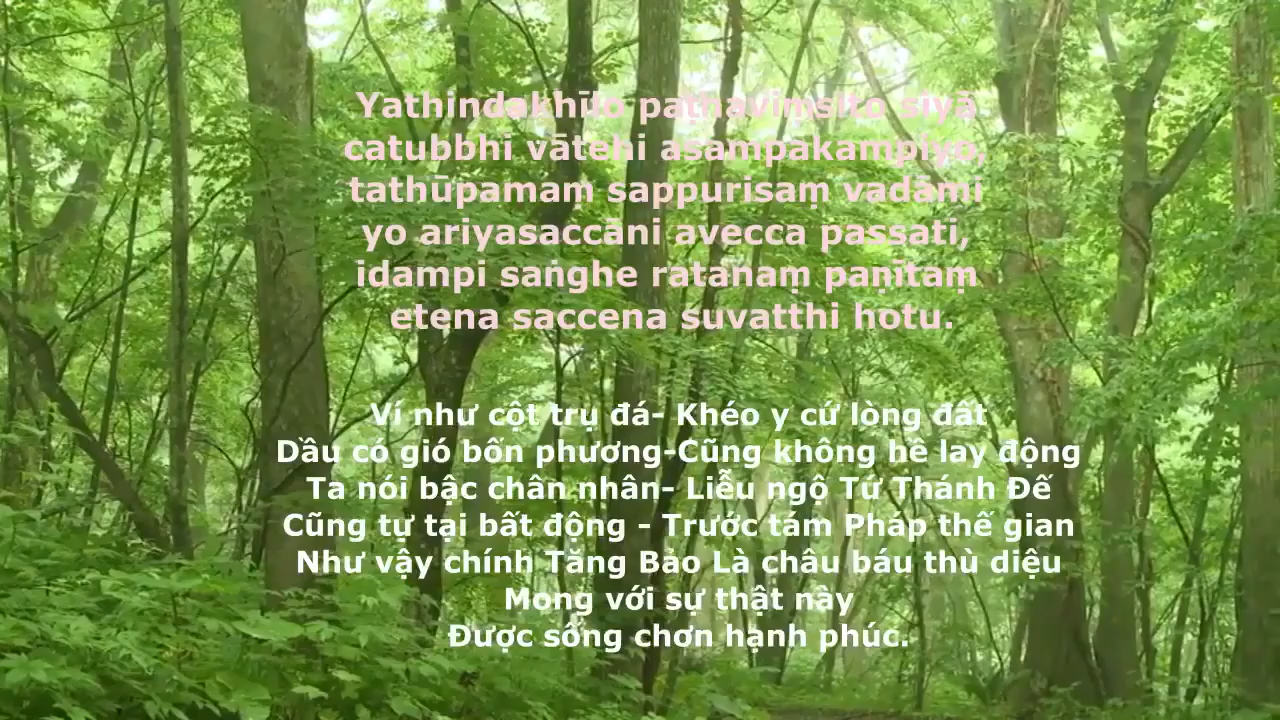 Yathindakhīlo paṭhaviṃsito siyā
catubbhi vātehi asampakampiyo,
tathūpamaṃ sappurisaṃ vadāmi
yo ariyasaccāni avecca passati,
idampi saṅghe ratanaṃ paṇītaṃ
etena saccena suvatthi hotu.
Ví như cột trụ đá- Khéo y cứ lòng đất
Dầu có gió bốn phương-Cũng không hề lay động
Ta nói bậc chân nhân- Liễu ngộ Tứ Thánh Đế
Cũng tự tại bất động - Trước tám Pháp thế gian
Như vậy chính Tăng Bảo Là châu báu thù diệu
Mong với sự thật này
Được sống chơn hạnh phúc.